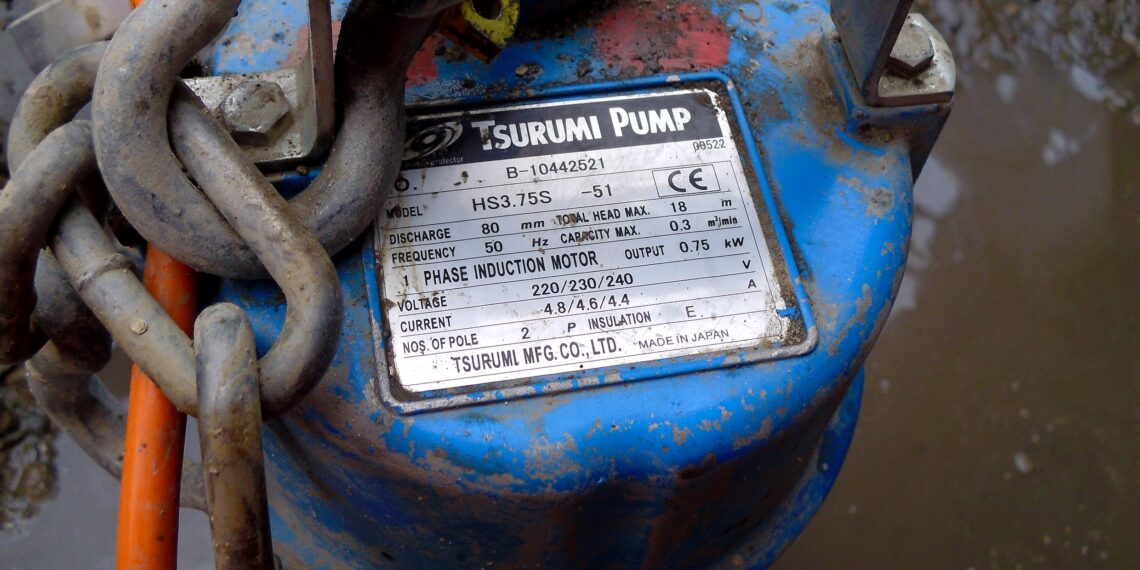 TSURUMI PUMP
00522
B-10442521
MODEL HS3.75S -51 CE
DISCHARGE 80 mm TOTAL HEAD MAX. 18 m
FREQUENCY 50 Hz CAPACITY MAX. 0.3 m³/min
1 PHASE INDUCTION MOTOR OUTPUT 0.75 kW
VOLTAGE 220/230/240 V
CURRENT 4.8/4.6/4.4 A
NOS. OF POLE 2 P INSULATION E
TSURUMI MFG. CO., LTD. MADE IN JAPAN